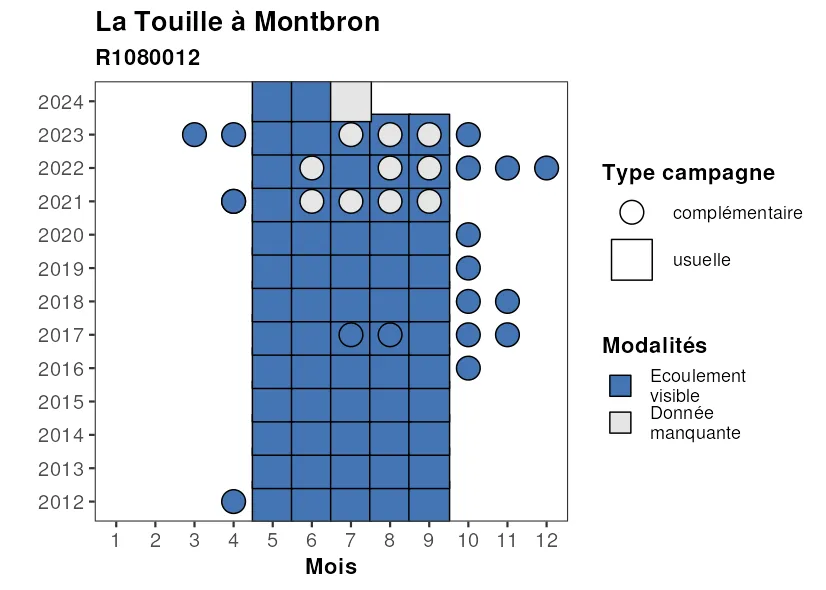 La Touille à Montbron
R1080012
2024
2023
2022
2021
2020
2019
2018
2017
2016
2015
2014
2013
2012
1 2 3 4 5 6 7 8 9 10 11 12
Mois
Type campagne
complémentaire
usuelle
Modalités
Ecoulement
visible
Donnée
manquante